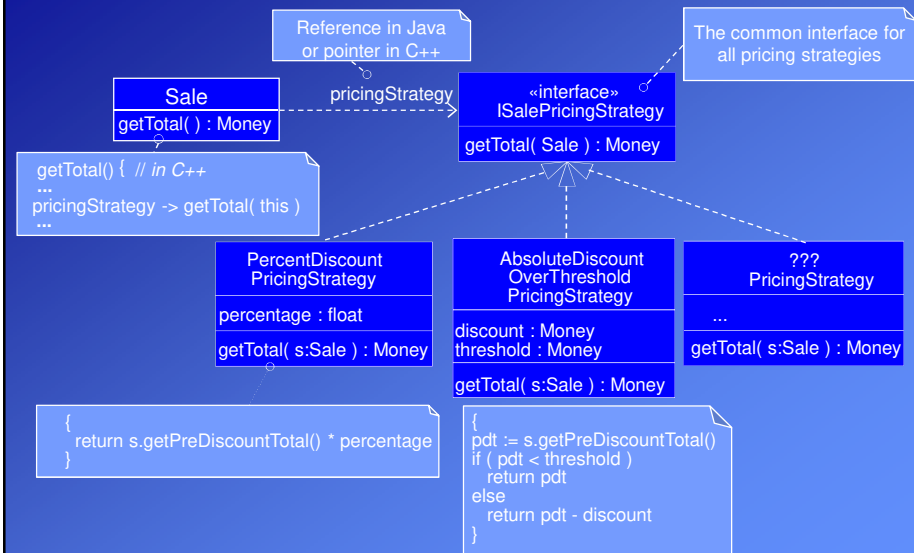 Reference in Java
or pointer in C++
The common interface for
all pricing strategies
Sale
getTotal( ) : Money
pricingStrategy
«interface»
ISalePricingStrategy
getTotal( Sale ) : Money
getTotal() { // in C++
...
pricingStrategy -> getTotal( this )
...
PercentDiscount
PricingStrategy
percentage : float
getTotal( s:Sale ) : Money
AbsoluteDiscount
OverThreshold
PricingStrategy
discount : Money
threshold : Money
getTotal( s:Sale ) : Money
???
PricingStrategy
...
getTotal( s:Sale ) : Money
{
return s.getPreDiscountTotal() * percentage
}
{
pdt := s.getPreDiscountTotal()
if ( pdt < threshold )
return pdt
else
return pdt - discount
}